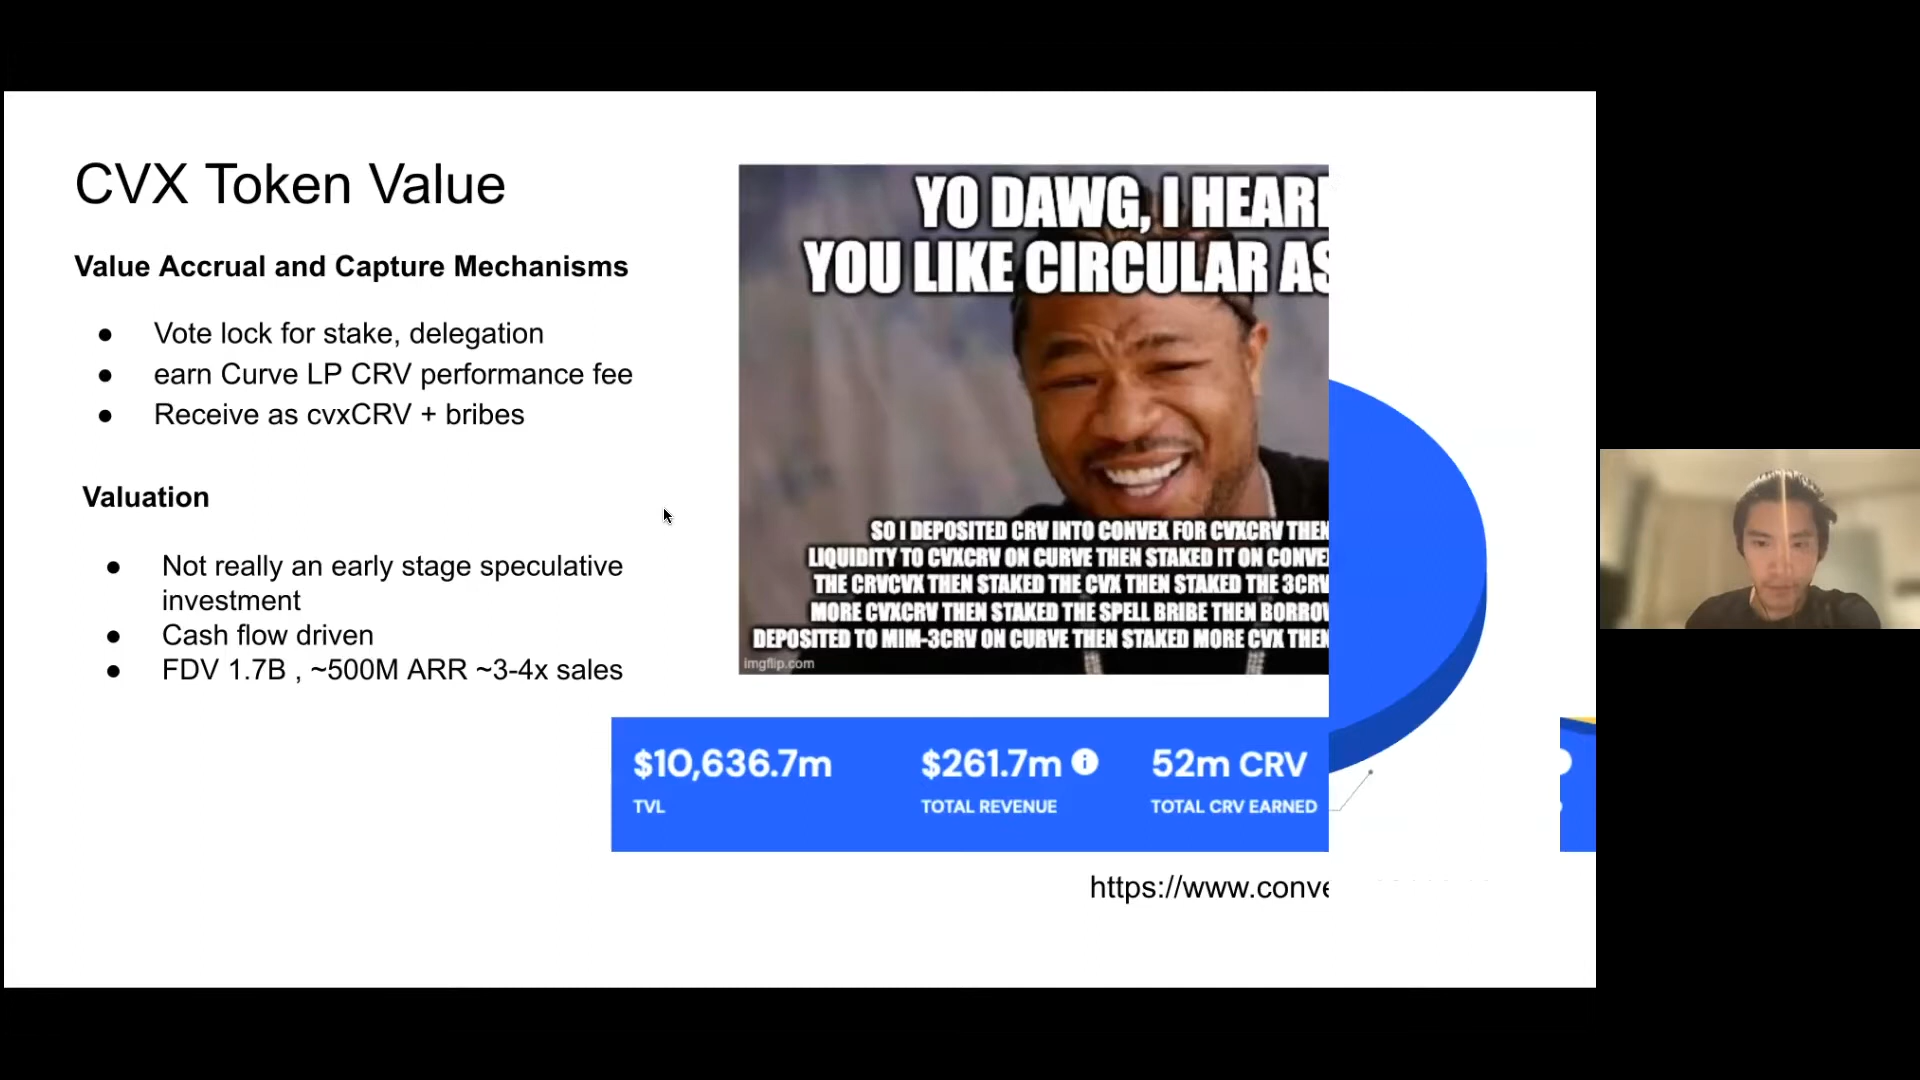 CVX Token Value
Value Accrual and Capture Mechanisms
● Vote lock for stake, delegation
● earn Curve LP CRV performance fee
● Receive as cvxCRV + bribes
Valuation
● Not really an early stage speculative
investment
● Cash flow driven
● FDV 1.7B , ~500M ARR ~3-4x sales
YO DAWG, I HEAR
YOU LIKE CIRCULAR AS
SO I DEPOSITED CRV INTO CONVEX FOR CVXCRV THEN
LIQUIDITY TO CVXCRV ON CURVE THEN STAKED IT ON CONVE
THE CRVCVX THEN STAKED THE CVX THEN STAKED THE 3CRV
MORE CVXCRV THEN STAKED THE SPELL BRIBE THEN BORRO
DEPOSITED TO MIM-3CRV ON CURVE THEN STAKED MORE CVX THEN
imgflip.com
$10,636.7m
TVL
$261.7m
TOTAL REVENUE
52m CRV
TOTAL CRV EARNED
https://www.conve